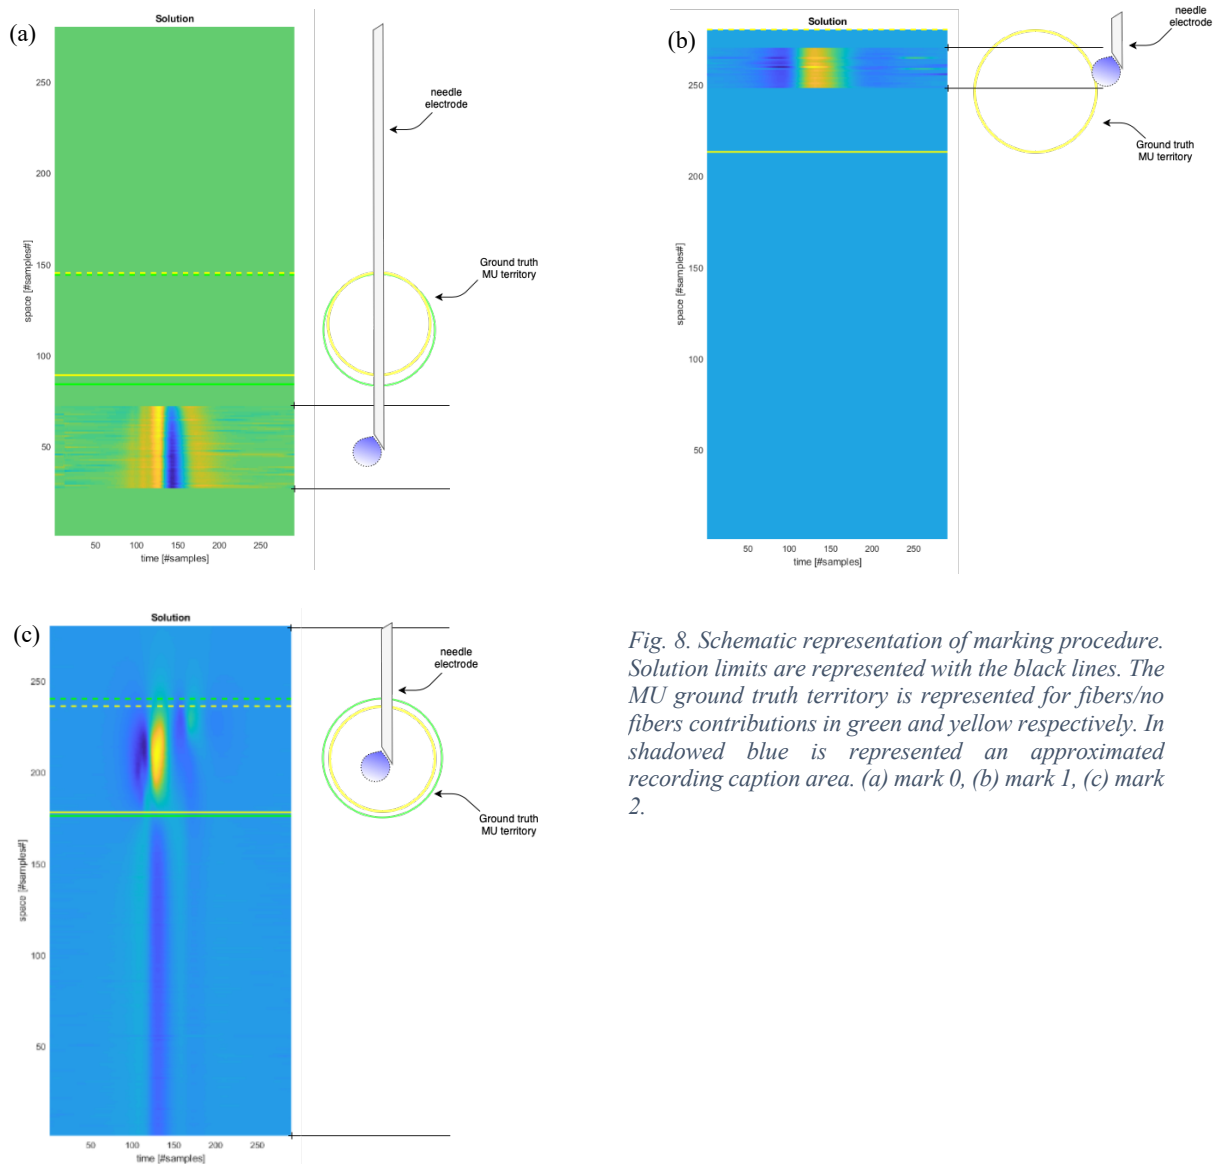 (a)
Solution
250
200
150
100
50
space [#samples#]
50 100 150 200 250
time [#samples]
needle
electrode
Ground truth
MU territory
(b)
Solution
250
200
150
100
50
space [#samples#]
50 100 150 200 250
time [#samples]
needle
electrode
Ground truth
MU territory
(c)
Solution
250
200
150
100
50
space [#samples#]
50 100 150 200 250
time [#samples]
needle
electrode
Ground truth
MU territory
Fig. 8. Schematic representation of marking procedure.
Solution limits are represented with the black lines. The
MU ground truth territory is represented for fibers/no
fibers contributions in green and yellow respectively. In
shadowed blue is represented an approximated
recording caption area. (a) mark 0, (b) mark 1, (c) mark
2.